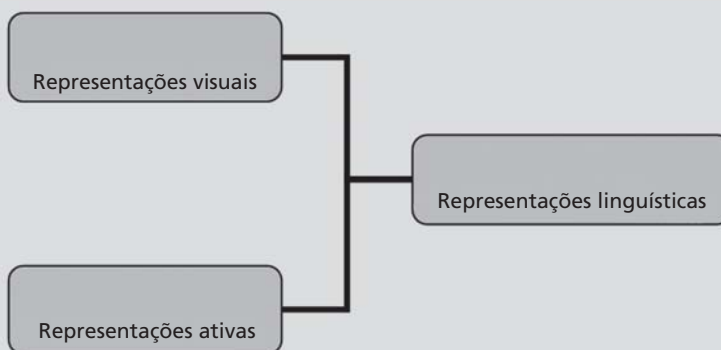 Representações visuais
Representações linguísticas
Representações ativas